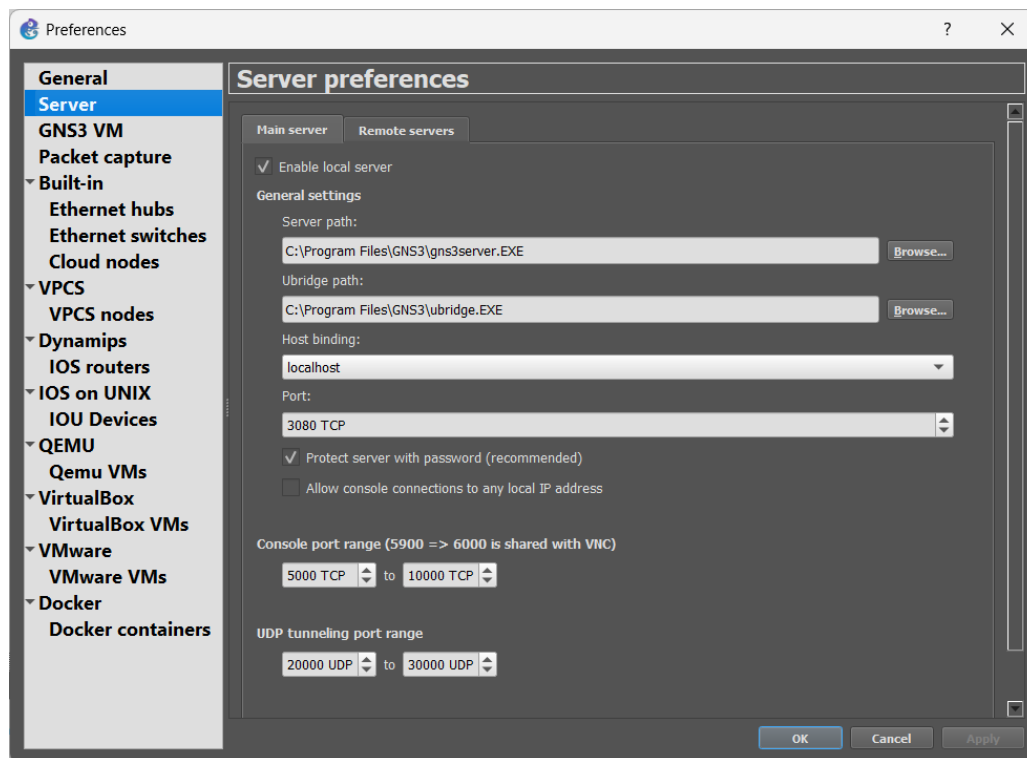 Preferences
?
General
Server
GNS3 VM
Packet capture
Built-in
Ethernet hubs
Ethernet switches
Cloud nodes
VPCS
VPCS nodes
Dynamips
IOS routers
IOS on UNIX
IOU Devices
QEMU
Qemu VMs
VirtualBox
VirtualBox VMs
VMware
VMware VMs
Docker
Docker containers
Server preferences
Main server Remote servers
Enable local server
General settings
Server path:
C:\Program Files\GNS3\gns3server.EXE Browse...
Ubridge path:
C:\Program Files\GNS3\ubridge.EXE Browse...
Host binding:
localhost
Port:
3080 TCP
Protect server with password (recommended)
Allow console connections to any local IP address
Console port range (5900 => 6000 is shared with VNC)
5000 TCP to 10000 TCP
UDP tunneling port range
20000 UDP to 30000 UDP
OK Cancel Apply